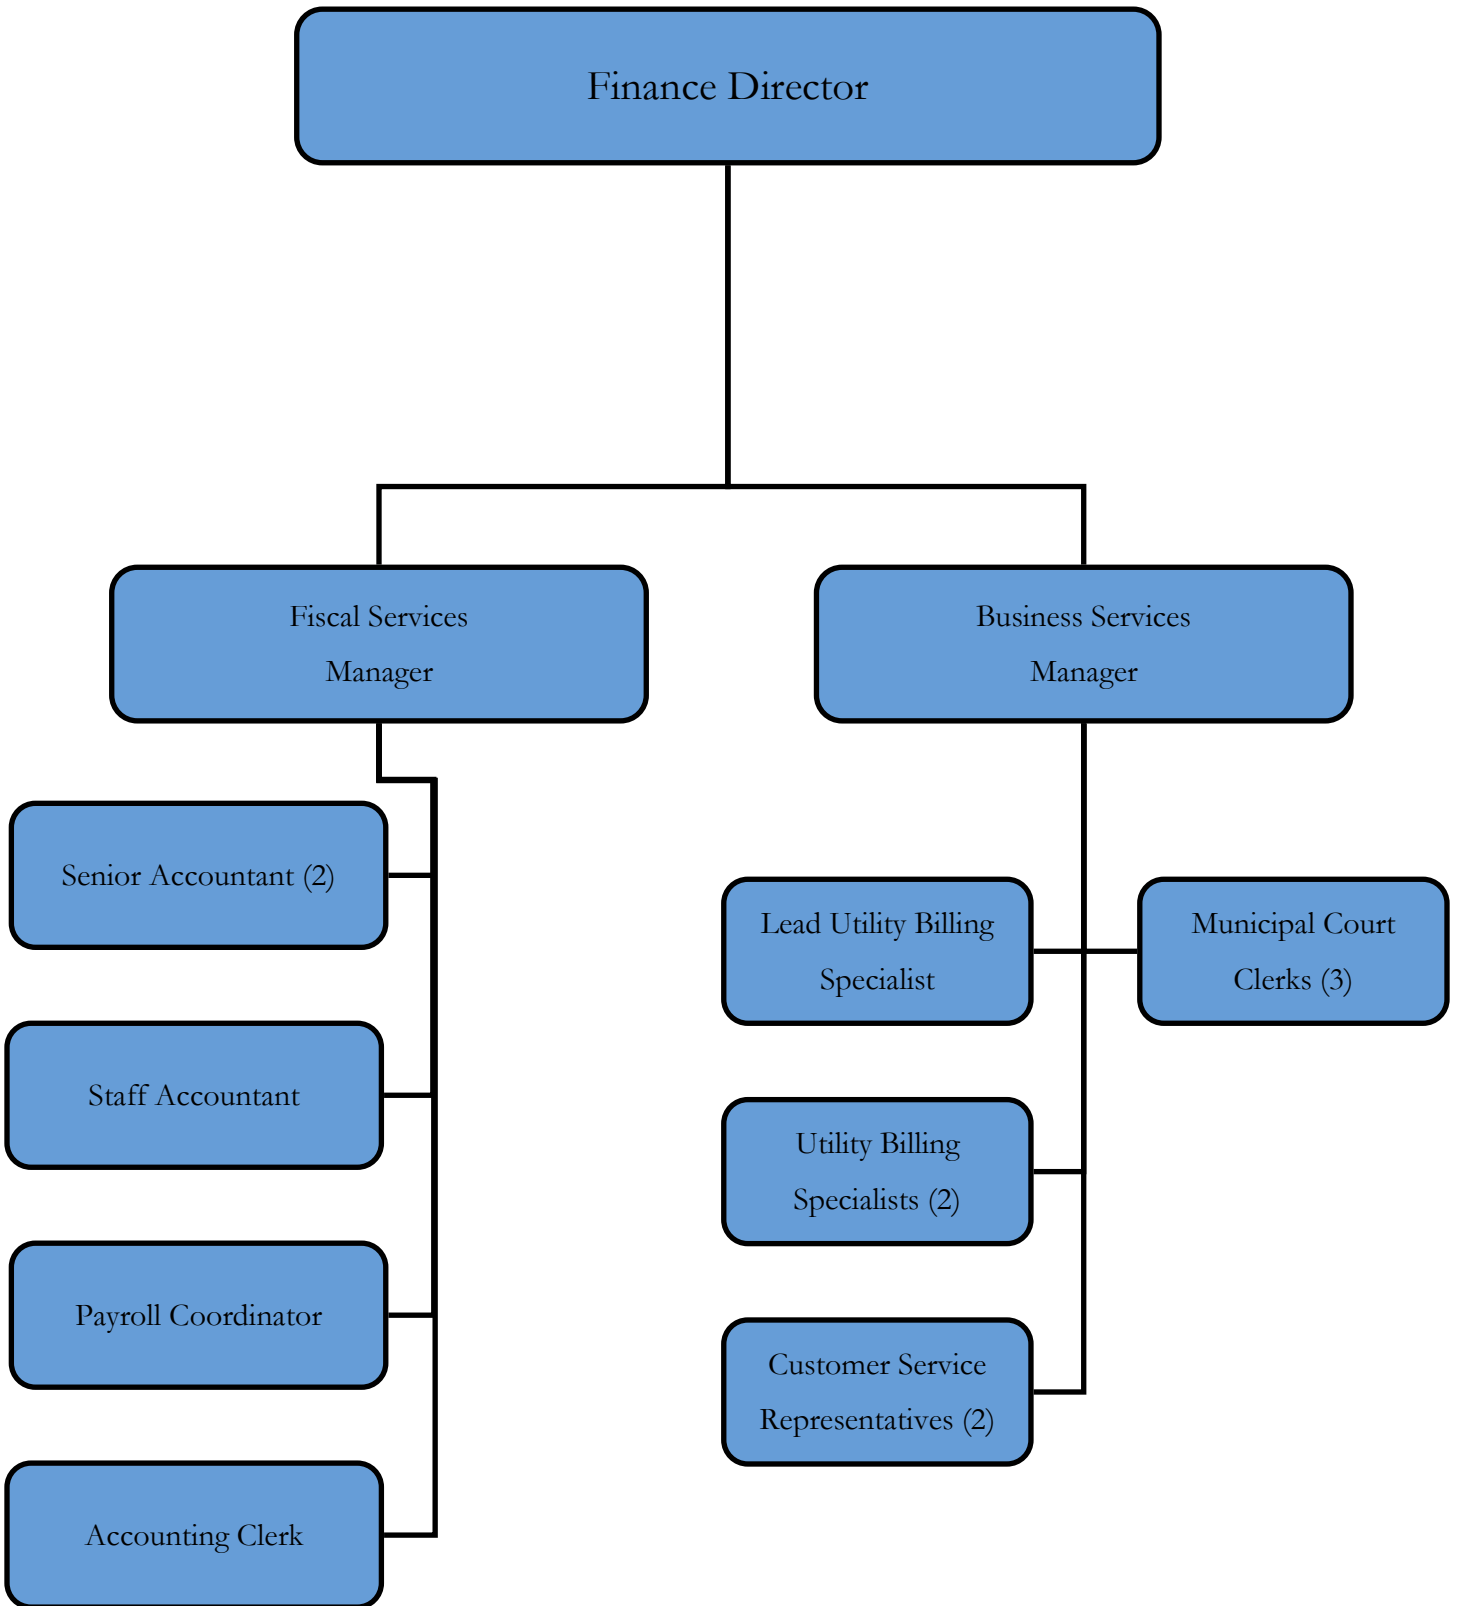 Finance Director
Fiscal Services
Manager
Business Services
Manager
Senior Accountant (2)
Staff Accountant
Payroll Coordinator
Accounting Clerk
Lead Utility Billing
Specialist
Municipal Court
Clerks (3)
Utility Billing
Specialists (2)
Customer Service
Representatives (2)